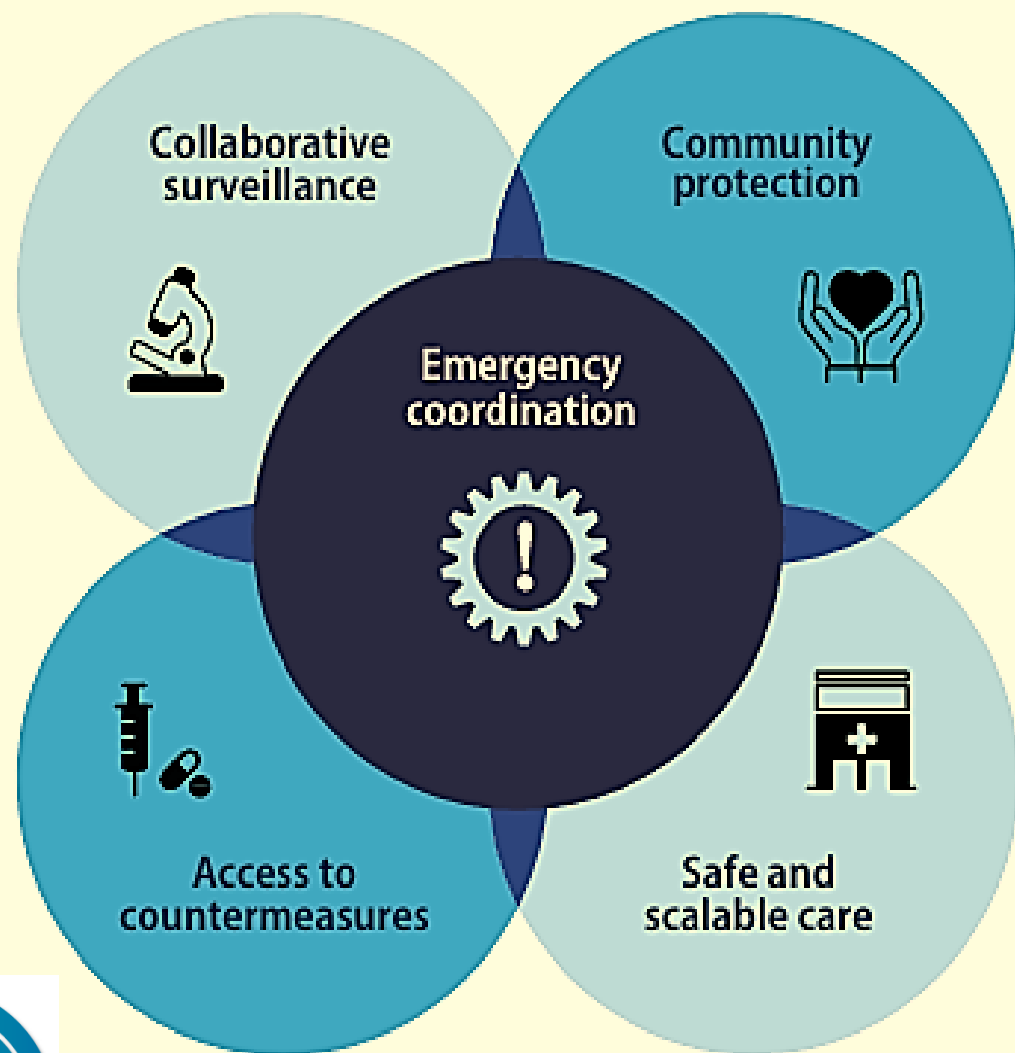 Collaborative
surveillance
Community
protection
Emergency
coordination
!
Access to
countermeasures
Safe and
scalable care